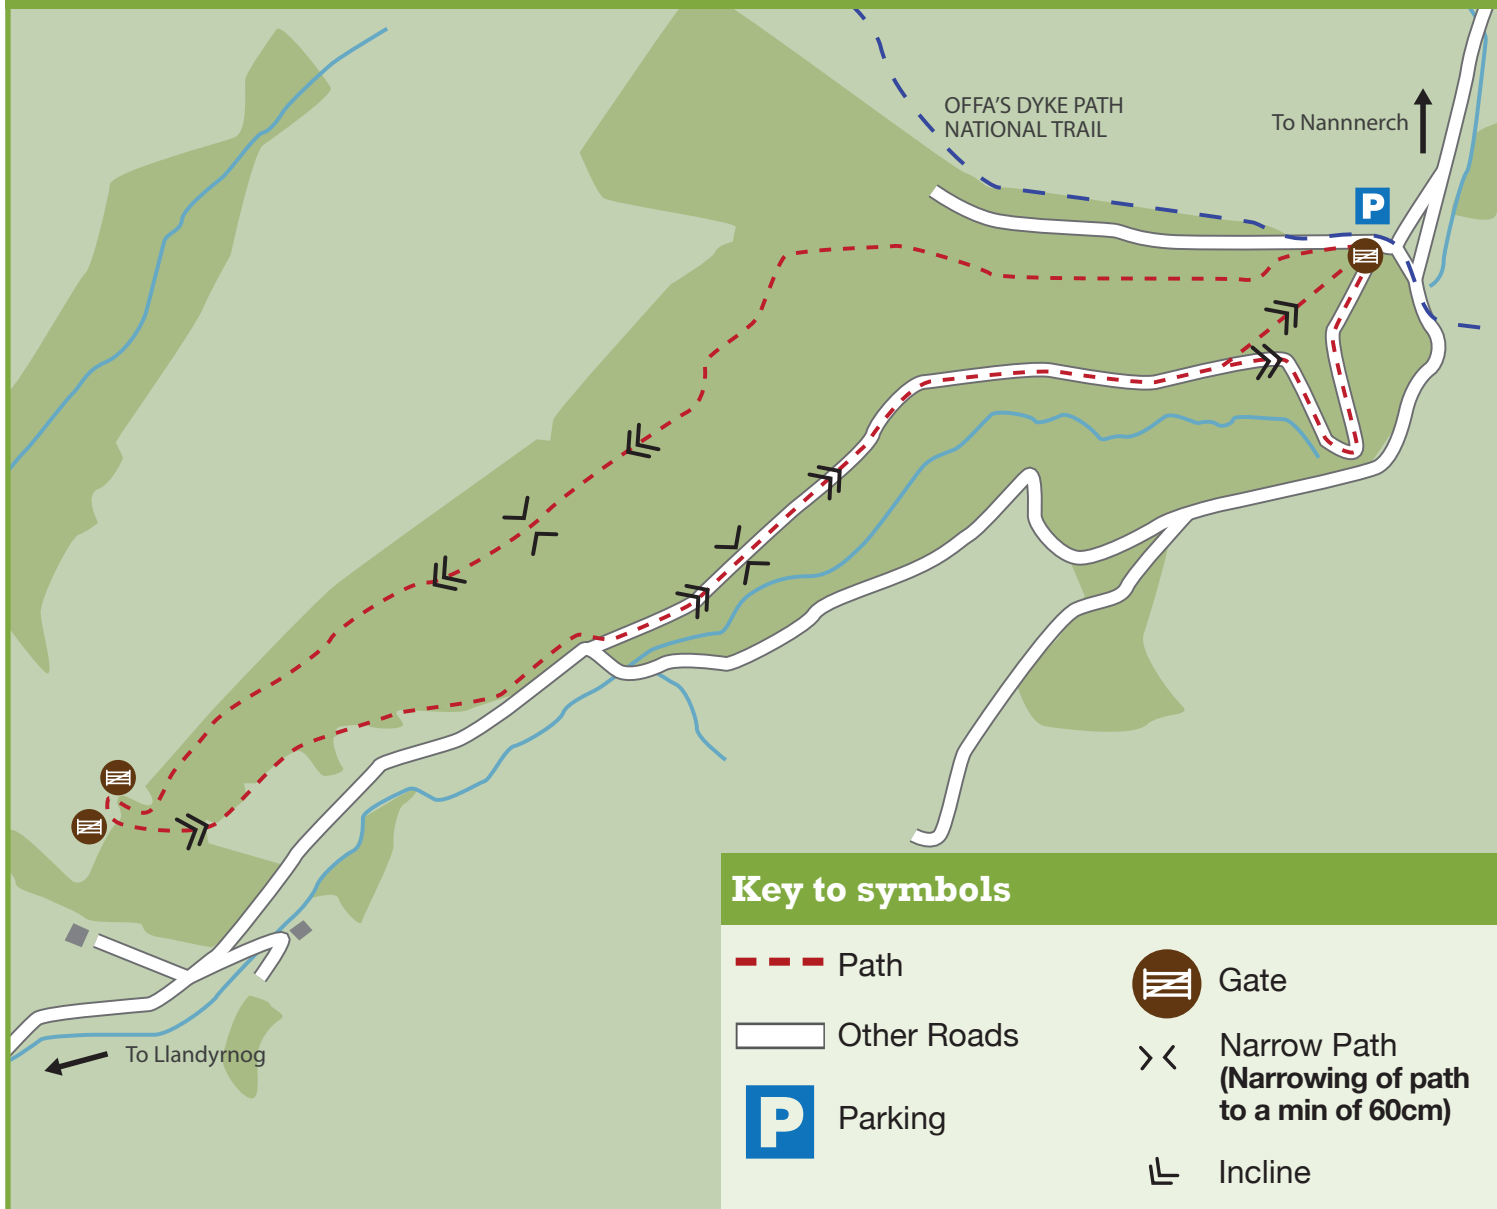 OFFA'S DYKE PATH
NATIONAL TRAIL
To Nannnerch
P
To Llandyrnog
Key to symbols
Path
Other Roads
P
Parking
Gate
Narrow Path
(Narrowing of path
to a min of 60cm)
Incline